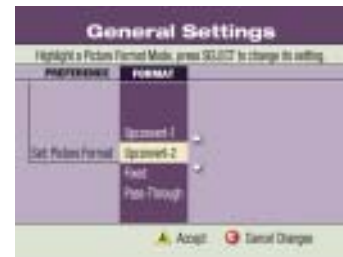 General Settings
Highlight a Picture Format Mode, press SELECT to change its setting
PREFERENCE FORMAT
Upconvert-1
Set: Picture Format Upconvert-2
Fixed
Pass-Through
A Accept C Cancel Changes